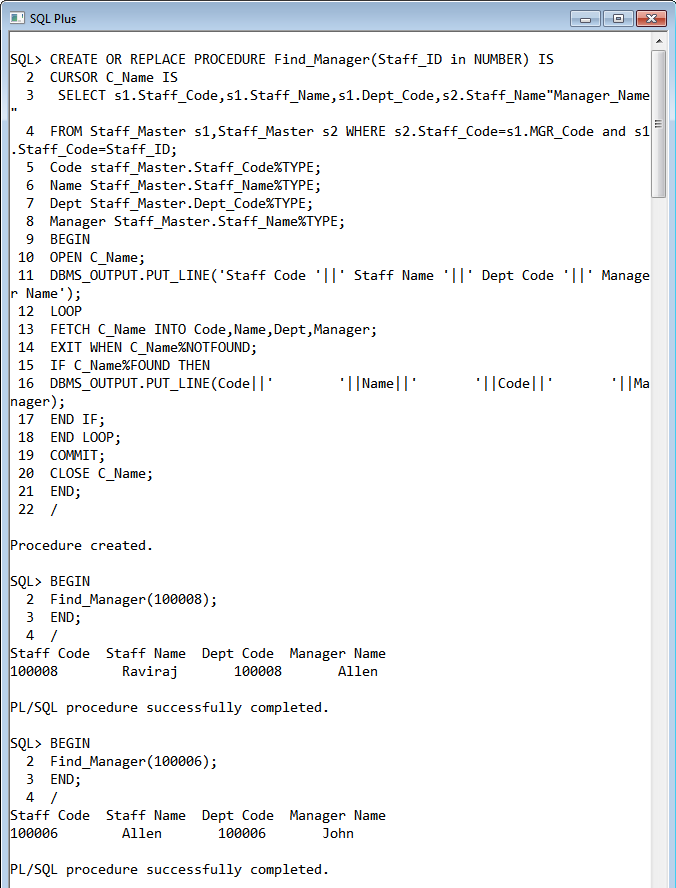 SQL Plus
SQL> CREATE OR REPLACE PROCEDURE Find_Manager(Staff_ID in NUMBER) IS
  2  CURSOR C_Name IS
  3   SELECT s1.Staff_Code,s1.Staff_Name,s1.Dept_Code,s2.Staff_Name"Manager_Name
"
  4  FROM Staff_Master s1,Staff_Master s2 WHERE s2.Staff_Code=s1.MGR_Code and s1
.Staff_Code=Staff_ID;
  5  Code staff_Master.Staff_Code%TYPE;
  6  Name Staff_Master.Staff_Name%TYPE;
  7  Dept Staff_Master.Dept_Code%TYPE;
  8  Manager Staff_Master.Staff_Name%TYPE;
  9  BEGIN
 10  OPEN C_Name;
 11  DBMS_OUTPUT.PUT_LINE('Staff Code '||' Staff Name '||' Dept Code '||' Manage
r Name');
 12  LOOP
 13  FETCH C_Name INTO Code,Name,Dept,Manager;
 14  EXIT WHEN C_Name%NOTFOUND;
 15  IF C_Name%FOUND THEN
 16  DBMS_OUTPUT.PUT_LINE(Code||'        '||Name||'       '||Code||'       '||Ma
nager);
 17  END IF;
 18  END LOOP;
 19  COMMIT;
 20  CLOSE C_Name;
 21  END;
 22  /
Procedure created.
SQL> BEGIN
  2  Find_Manager(100008);
  3  END;
  4  /
Staff Code  Staff Name  Dept Code  Manager Name
100008        Raviraj       100008       Allen
PL/SQL procedure successfully completed.
SQL> BEGIN
  2  Find_Manager(100006);
  3  END;
  4  /
Staff Code  Staff Name  Dept Code  Manager Name
100006        Allen       100006       John
PL/SQL procedure successfully completed.